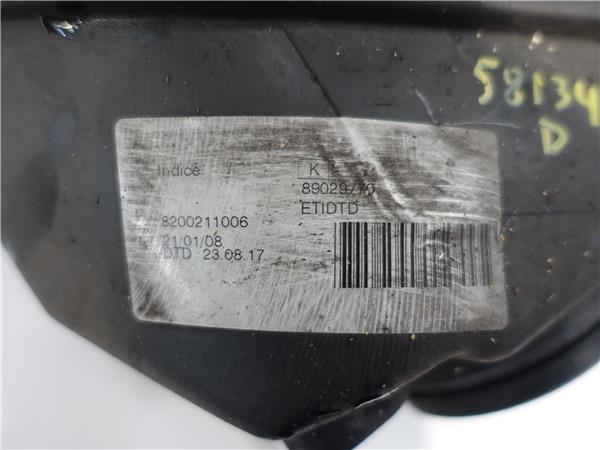 58134
D
Indice K
89029770
ETIDTD
8200211006
21/01/08
DTD 23.08.17